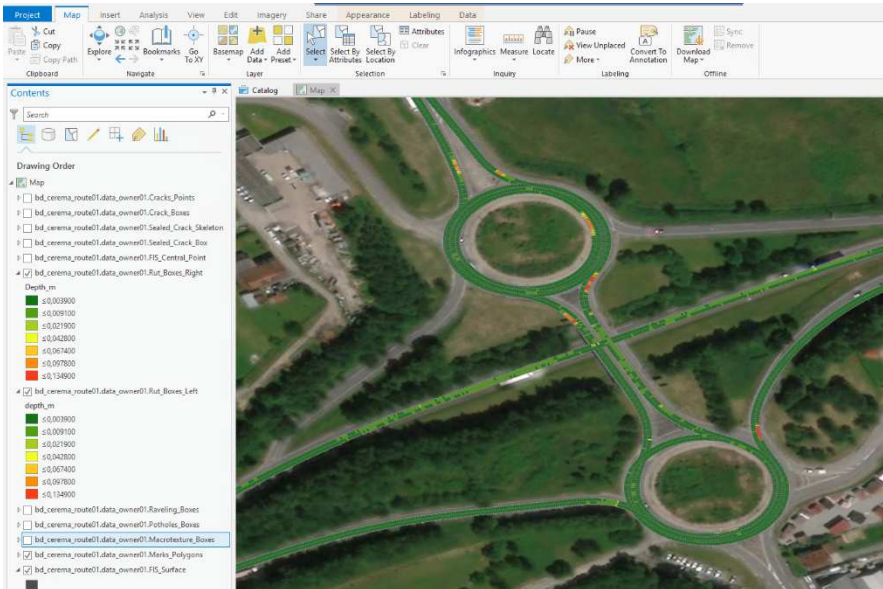 Project Map Insert Analysis View Edit Imagery Share Appearance Labeling Data
Paste
Cut
Copy
Copy Path
Clipboard
Explore
Bookmarks
Go To XY
Navigate
Basemap
Add Data
Add Preset
Layer
Select
Select By Attributes
Select By Location
Attributes
Clear
Selection
Infographics
Measure
Locate
Inquiry
Pause
View Unplaced
More
Convert To Annotation
Labeling
Download Map
Sync
Remove
Offline
Contents
Search
Drawing Order
Map
bd_cerema_route01.data_owner01.Cracks_Points
bd_cerema_route01.data_owner01.Crack_Boxes
bd_cerema_route01.data_owner01.Sealed_Crack_Skeleton
bd_cerema_route01.data_owner01.Sealed_Crack_Box
bd_cerema_route01.data_owner01.FIS_Central_Point
bd_cerema_route01.data_owner01.Rut_Boxes_Right
Depth_m
≤0,003900
≤0,009100
≤0,021900
≤0,042800
≤0,067400
≤0,097800
≤0,134900
bd_cerema_route01.data_owner01.Rut_Boxes_Left
depth_m
≤0,003900
≤0,009100
≤0,021900
≤0,042800
≤0,067400
≤0,097800
≤0,134900
bd_cerema_route01.data_owner01.Raveling_Boxes
bd_cerema_route01.data_owner01.Potholes_Boxes
bd_cerema_route01.data_owner01.Macrotexture_Boxes
bd_cerema_route01.data_owner01.Marks_Polygons
bd_cerema_route01.data_owner01.FIS_Surface
Catalog
Map